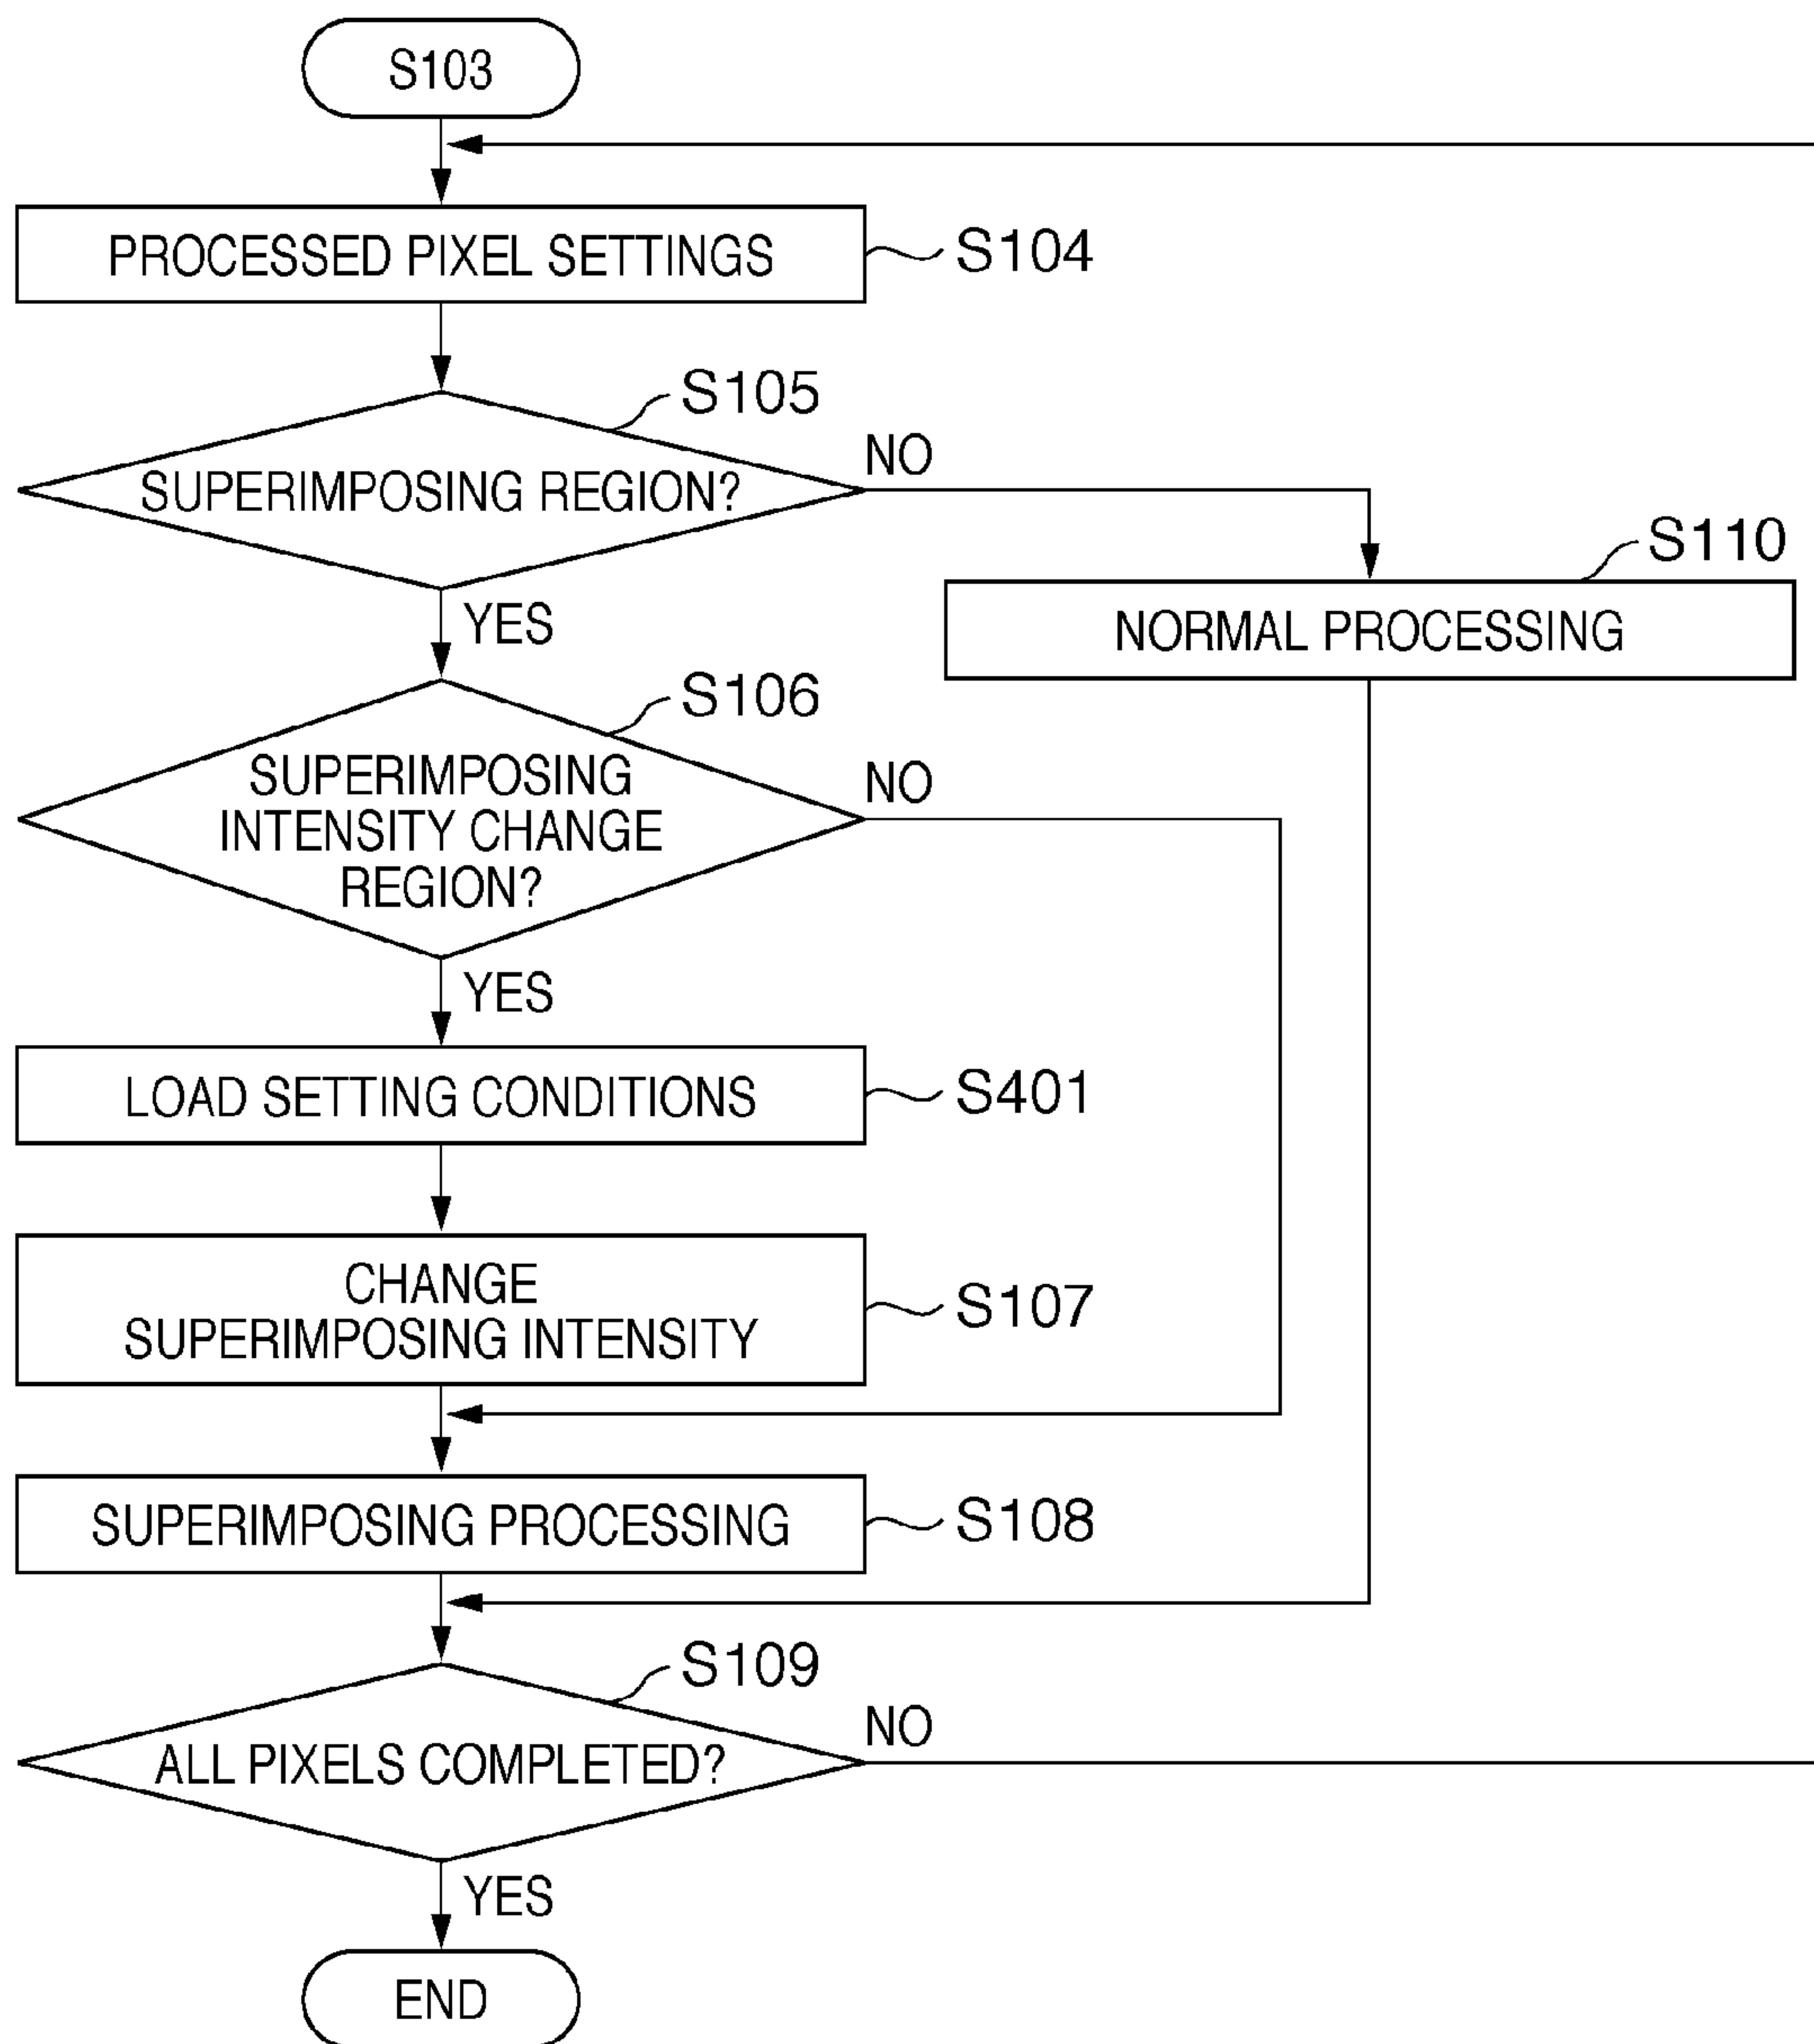 S103
PROCESSED PIXEL SETTINGS
S104
S105
SUPERIMPOSING REGION?
NO
YES
S110
NORMAL PROCESSING
S106
SUPERIMPOSING
INTENSITY CHANGE
REGION?
NO
YES
LOAD SETTING CONDITIONS
S401
CHANGE
SUPERIMPOSING INTENSITY
S107
SUPERIMPOSING PROCESSING
S108
S109
ALL PIXELS COMPLETED?
NO
YES
END